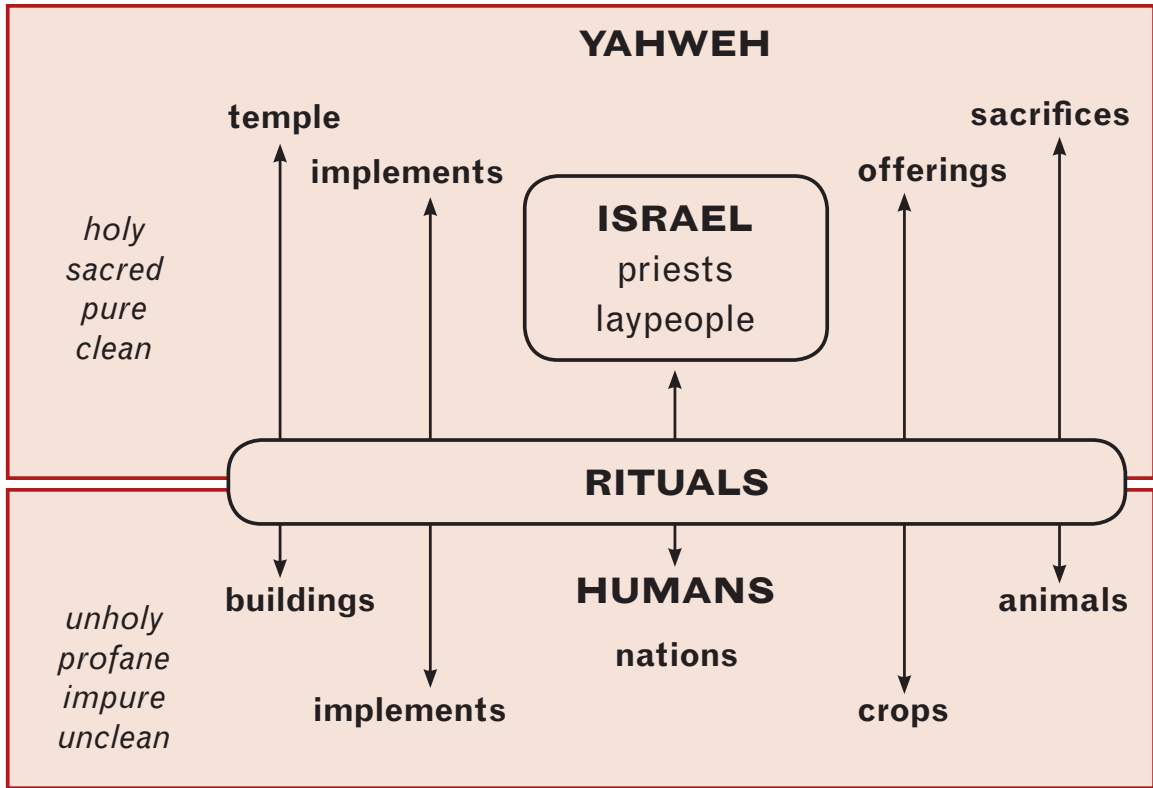 YAHWEH
temple
sacrifices
implements
offerings
holy
sacred
pure
clean
ISRAEL
priests
laypeople
RITUALS
buildings
HUMANS
animals
unholy
profane
impure
unclean
nations
implements
crops